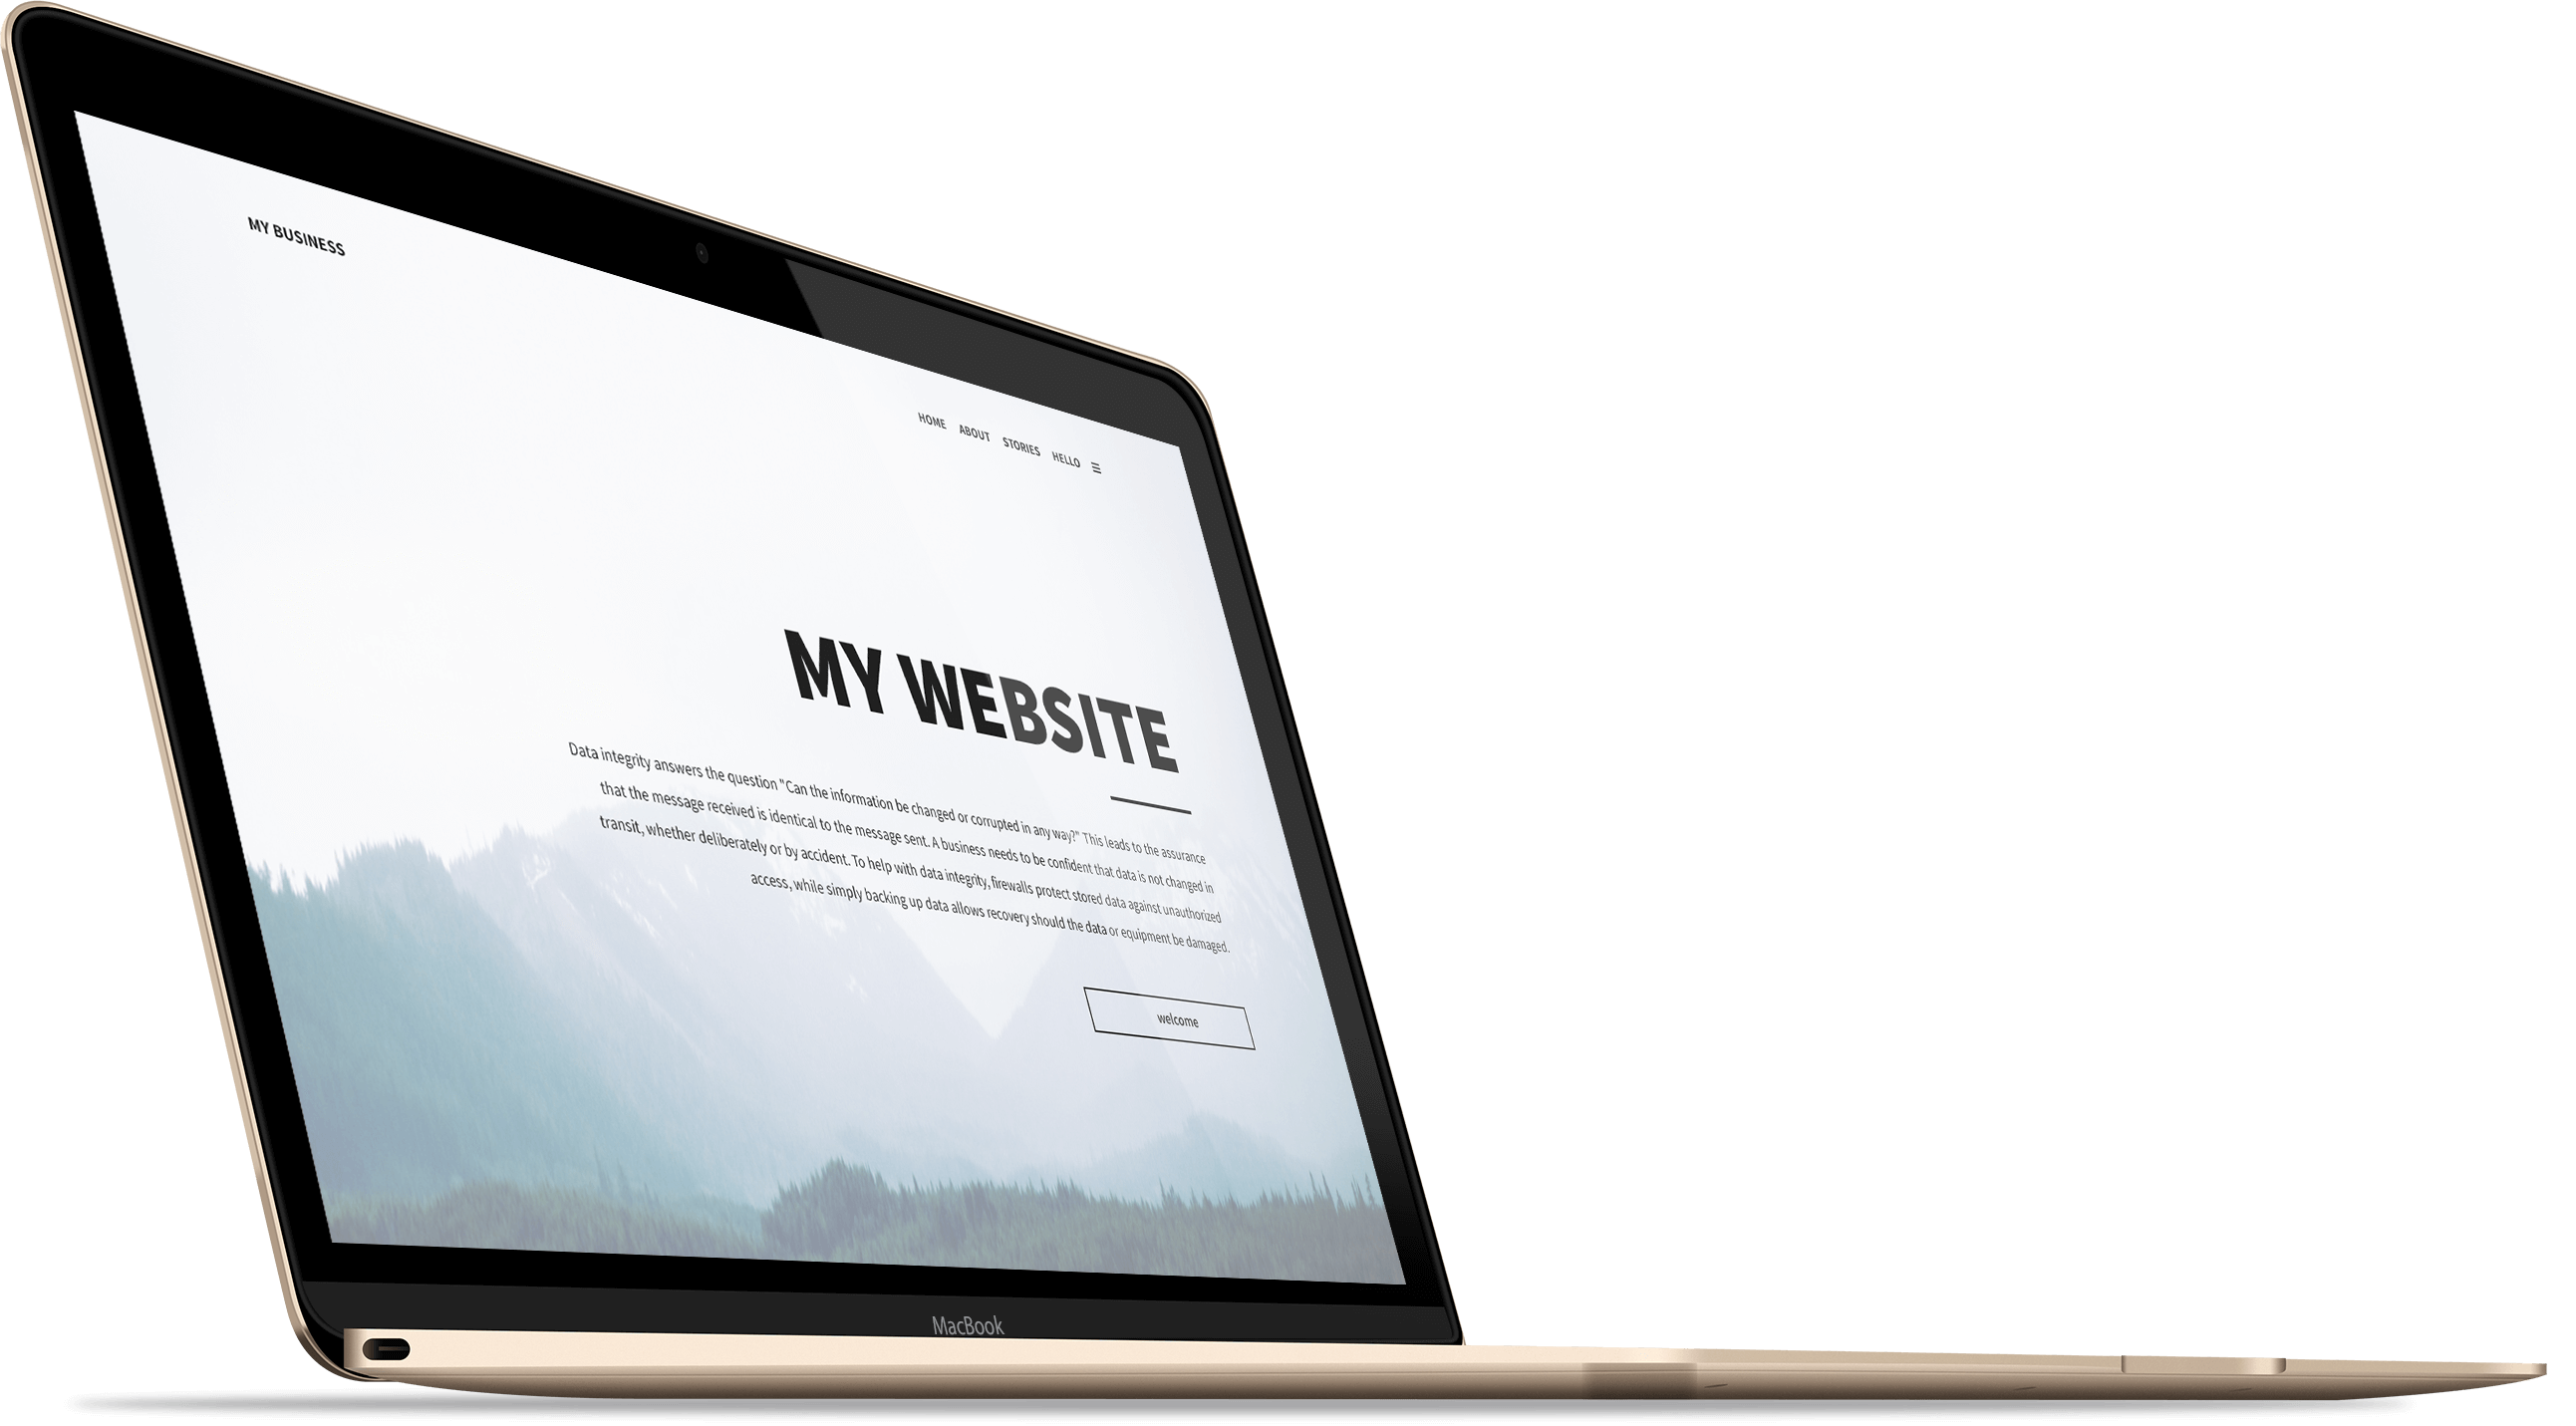 MY BUSINESS
HOME ABOUT STORIES HELLO
MY WEBSITE
Data integrity answers the question "Can the information be changed or corrupted in any way?" This leads to the assurance
that the message received is identical to the message sent. A business needs to be confident that data is not changed in
transit, whether deliberately or by accident. To help with data integrity, firewalls protect stored data against unauthorized
access, while simply backing up data allows recovery should the data or equipment be damaged.
welcome
MacBook